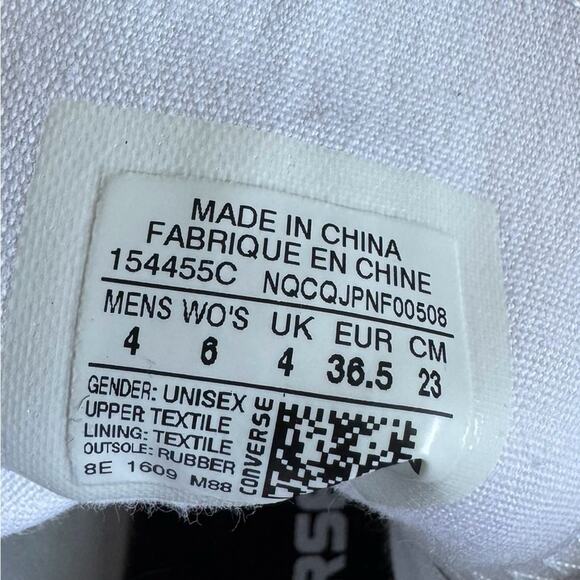 MADE IN CHINA
FABRIQUE EN CHINE
154455C NQCQJPNF00508
MENS WO'S UK EUR CM
4 6 4 36.5 23
GENDER: UNISEX
UPPER: TEXTILE
LINING: TEXTILE
OUTSOLE: RUBBER
8E 1609 M88
CONVERSE